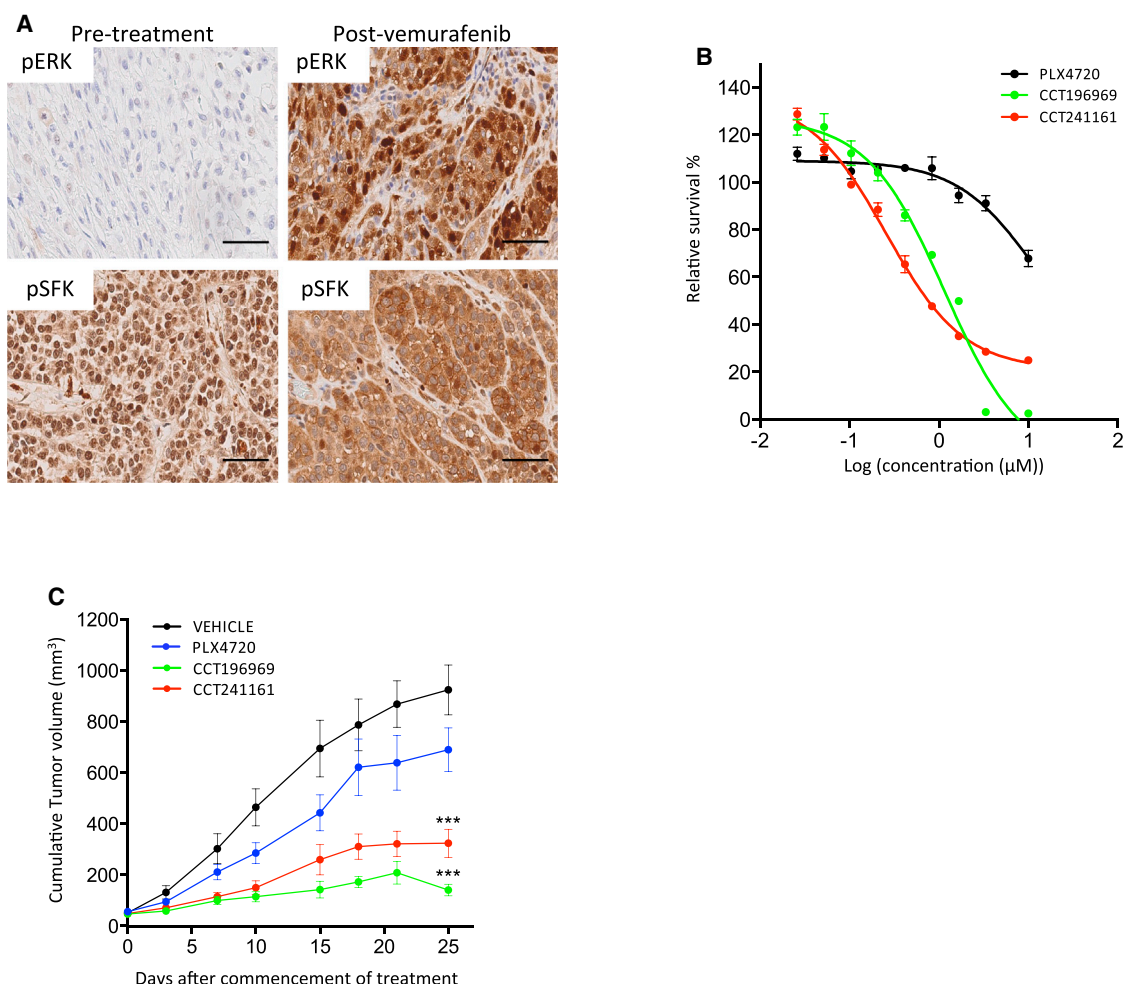 A
Pre-treatment
Post-vemurafenib
pERK
pERK
pSFK
pSFK
B
PLX4720
CCT196969
CCT241161
Relative survival %
140
120
100
80
60
40
20
0
-2
-1
0
1
2
Log (concentration (µM))
C
VEHICLE
PLX4720
CCT196969
CCT241161
Cumulative Tumor volume (mm³)
1200
1000
800
600
400
200
0
***
***
0
5
10
15
20
25
Days after commencement of treatment